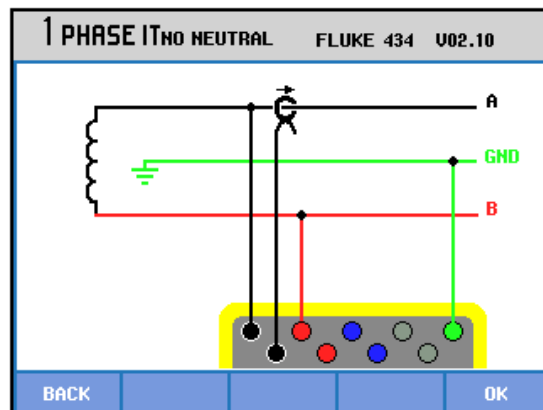 1 PHASE IT NO NEUTRAL FLUKE 434 V02.10
A
GND
B
BACK OK